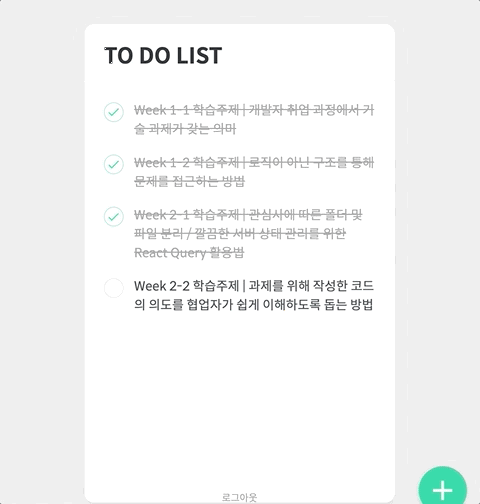 TO DO LIST
Week 1-1 학습주제 | 개발자 취업 과정에서 기
술 과제가 갖는 의미
Week 1-2 학습주제 | 로직이 아닌 구조를 통해
문제를 접근하는 방법
Week 2-1 학습주제 | 관심사에 따른 폴더 및
파일 분리 / 깔끔한 서버 상태 관리를 위한
React Query 활용법
Week 2-2 학습주제 | 과제를 위해 작성한 코드
의 의도를 협업자가 쉽게 이해하도록 돕는 방법
로그아웃